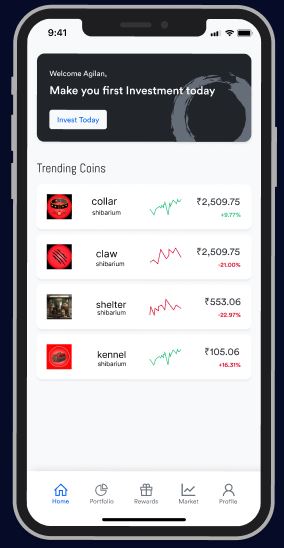 9:41
Welcome Agilan,
Make you first Investment today
Invest Today
Trending Coins
collar
shibarium
₹2,509.75
+9.77%
claw
shibarium
₹2,509.75
-21.00%
shelter
shibarium
₹553.06
-22.97%
kennel
shibarium
₹105.06
+16.31%
Home Portfolio Rewards Market Profile